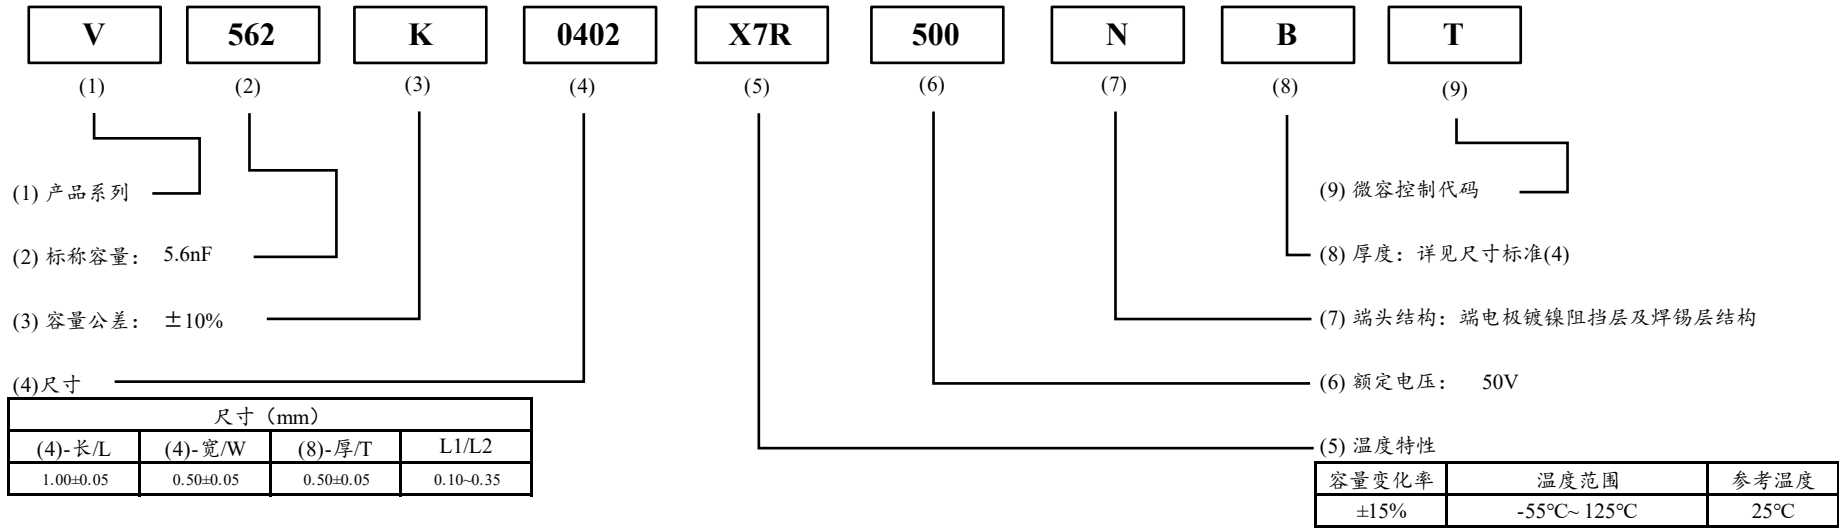 V 562 K 0402 X7R 500 N B T
(1) (2) (3) (4) (5) (6) (7) (8) (9)
(1) 产品系列
(9) 微容控制代码
(2) 标称容量： 5.6nF
(8) 厚度：详见尺寸标准(4)
(3) 容量公差： ±10%
(7) 端头结构：端电极镀镍阻挡层及焊锡层结构
(4)尺寸
(6) 额定电压： 50V
尺寸（mm）
(4)-长/L (4)-宽/W (8)-厚/T L1/L2
1.00±0.05 0.50±0.05 0.50±0.05 0.10~0.35
(5) 温度特性
容量变化率 温度范围 参考温度
±15% -55℃~ 125℃ 25℃